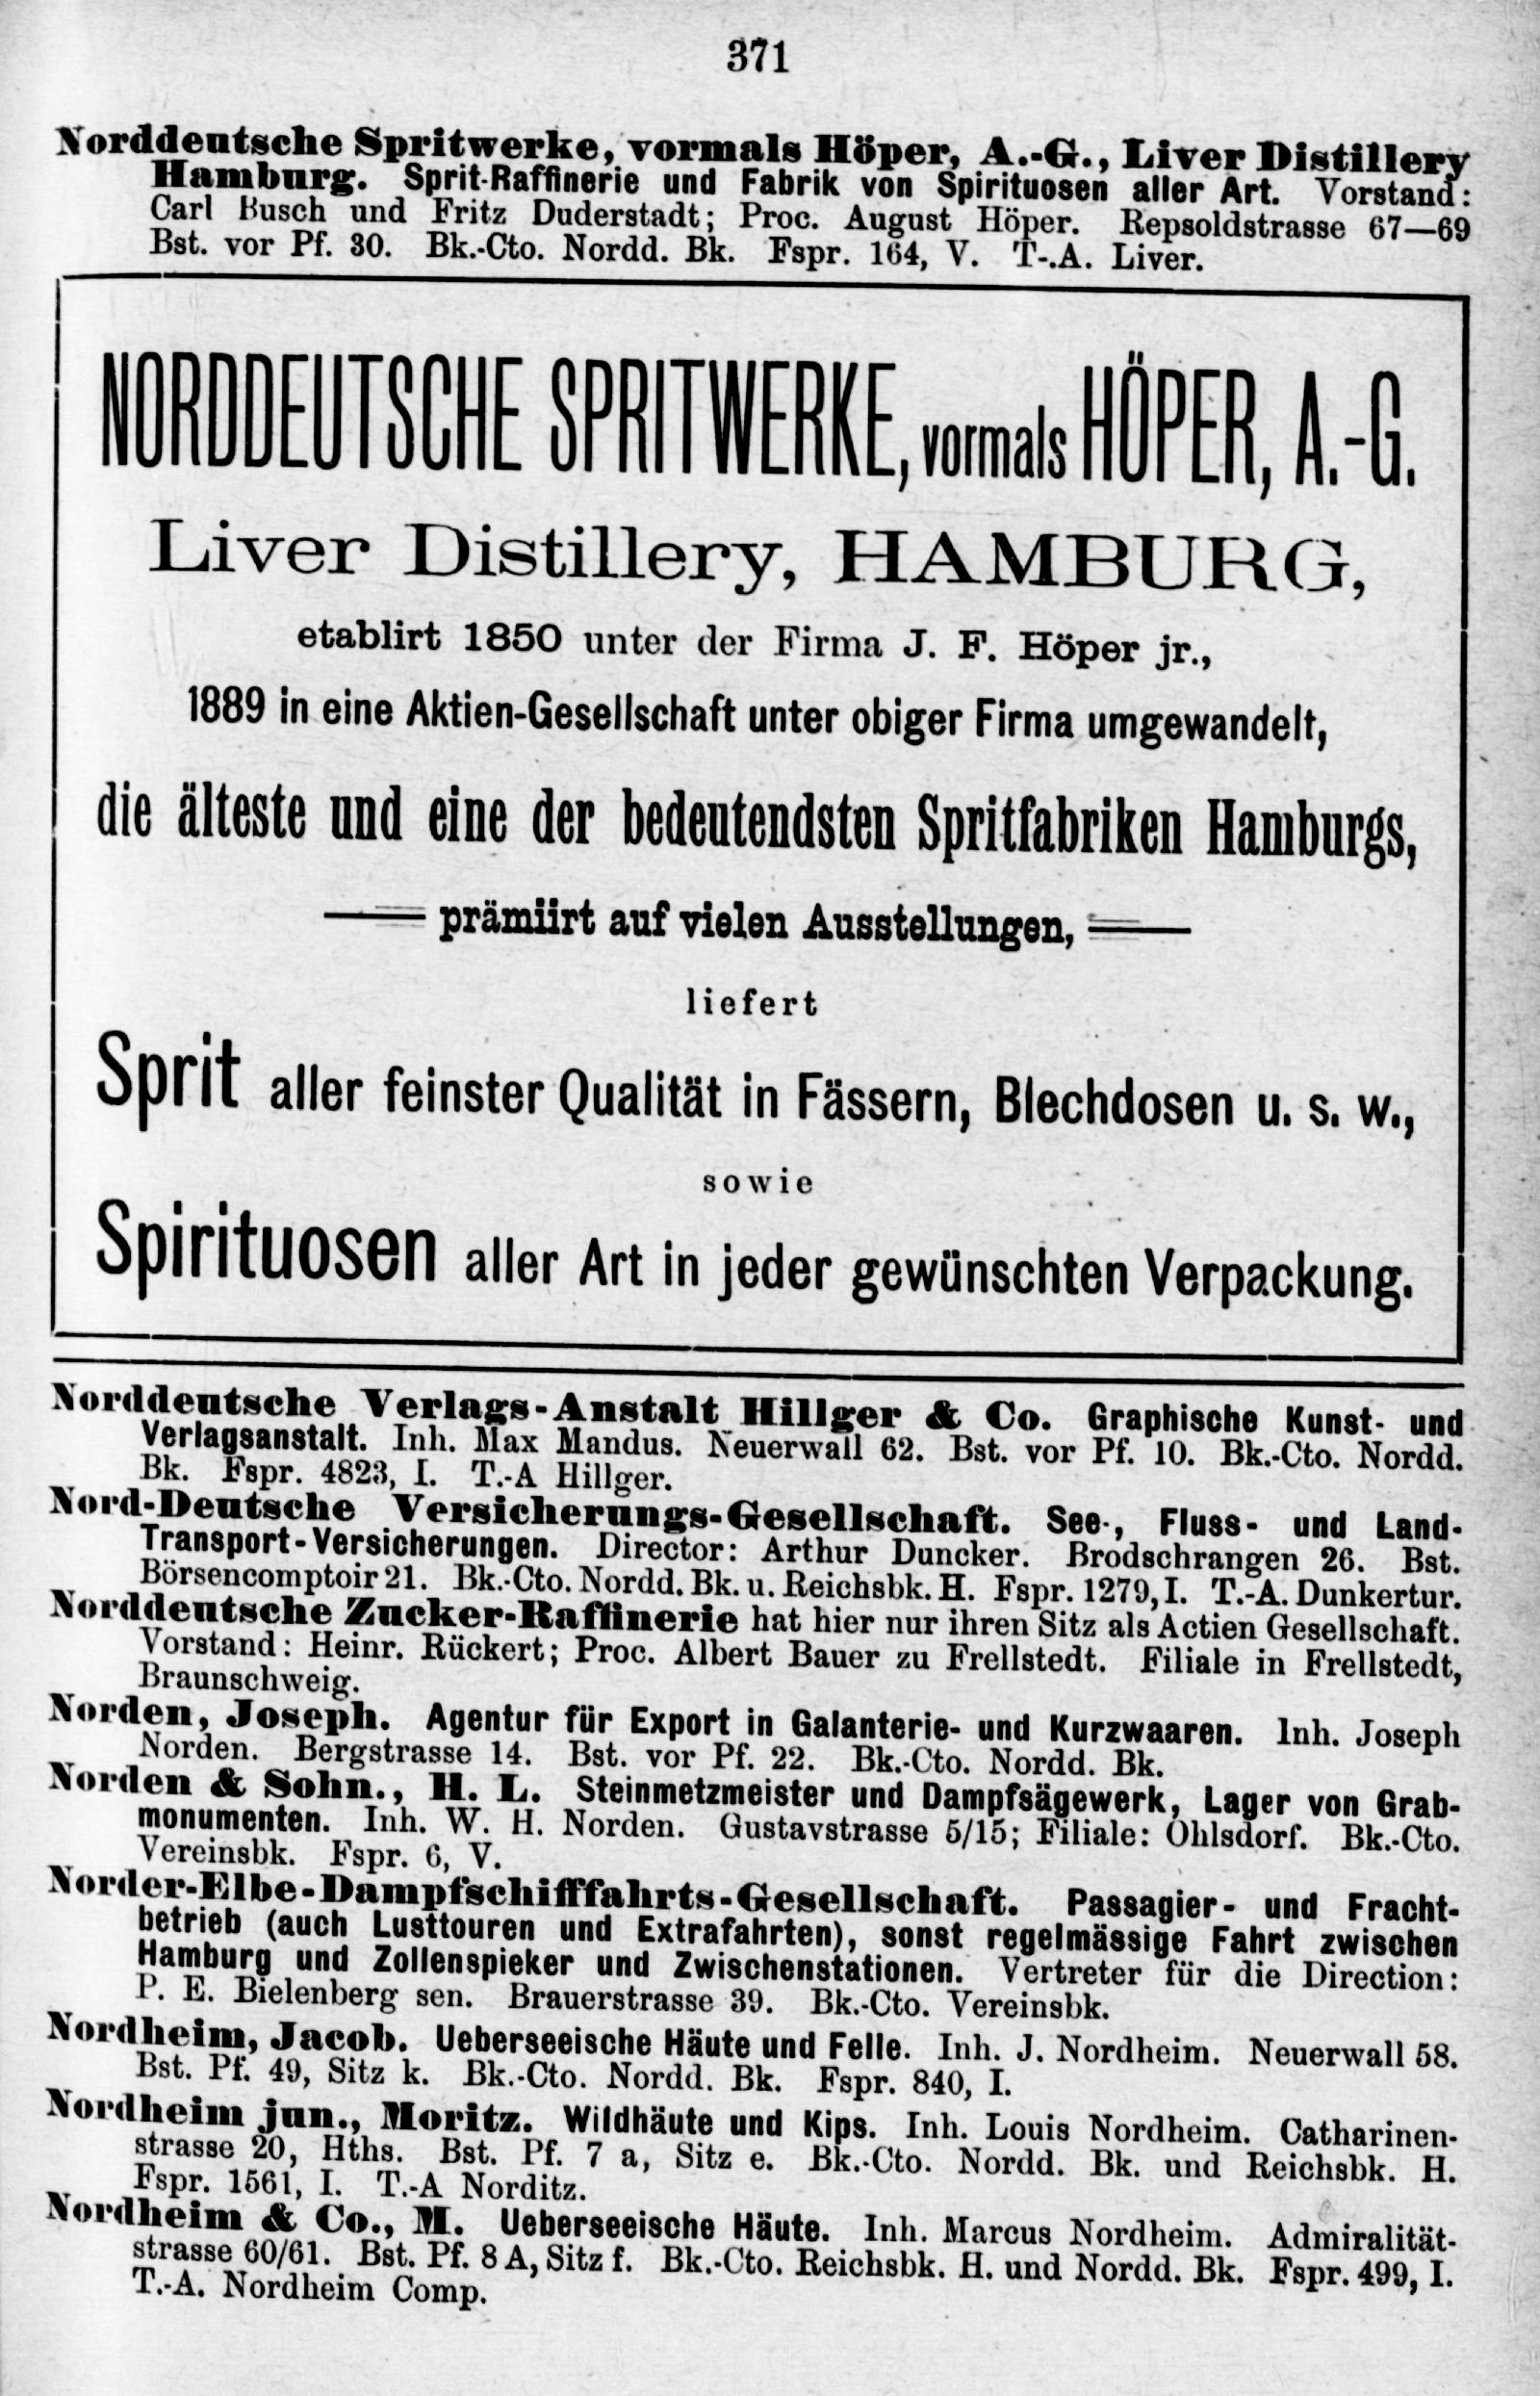 371
Norddeutsche Spritwerke, vormals Höper, A.-G., Liver Distillery
Hamburg. Sprit-Raffinerie und Fabrik von Spirituosen aller Art. Vorstand:
Carl Busch und Fritz Duderstadt; Proc. August Höper. Repsoldstrasse 67—69
Bst. vor Pf. 30. Bk.-Cto. Nordd. Bk. Fspr. 164, V. T-.A. Liver.
NORDDEUTSCHE SPRITWERKE, vormals HÖPER, A.-G.
Liver Distillery, HAMBURG,
etablirt 1850 unter der Firma J. F. Höper jr.,
1889 in eine Aktien-Gesellschaft unter obiger Firma umgewandelt,
die älteste und eine der bedeutendsten Spritfabriken Hamburgs,
prämiirt auf vielen Ausstellungen,
liefert
Sprit aller feinster Qualität in Fässern, Blechdosen u. s. w.,
sowie
Spirituosen aller Art in jeder gewünschten Verpackung.
Norddeutsche Verlags-Anstalt Hillger & Co. Graphische Kunst- und
Verlagsanstalt. Inh. Max Mandus. Neuerwall 62. Bst. vor Pf. 10. Bk.-Cto. Nordd.
Bk. Fspr. 4823, I. T.-A Hillger.
Nord-Deutsche Versicherungs-Gesellschaft. See-, Fluss- und Land-
Transport-Versicherungen. Director: Arthur Duncker. Brodschrangen 26. Bst.
Börsencomptoir 21. Bk.-Cto. Nordd. Bk. u. Reichsbk. H. Fspr. 1279, I. T.-A. Dunkertur.
Norddeutsche Zucker-Raffinerie hat hier nur ihren Sitz als Actien Gesellschaft.
Vorstand: Heinr. Rückert; Proc. Albert Bauer zu Frellstedt. Filiale in Frellstedt,
Braunschweig.
Norden, Joseph. Agentur für Export in Galanterie- und Kurzwaaren. Inh. Joseph
Norden. Bergstrasse 14. Bst. vor Pf. 22. Bk.-Cto. Nordd. Bk.
Norden & Sohn., H. L. Steinmetzmeister und Dampfsägewerk, Lager von Grab-
monumenten. Inh. W. H. Norden. Gustavstrasse 5/15; Filiale: Ohlsdorf. Bk.-Cto.
Vereinsbk. Fspr. 6, V.
Norder-Elbe-Dampfschifffahrts-Gesellschaft. Passagier- und Fracht-
betrieb (auch Lusttouren und Extrafahrten), sonst regelmässige Fahrt zwischen
Hamburg und Zollenspieker und Zwischenstationen. Vertreter für die Direction:
P. E. Bielenberg sen. Brauerstrasse 39. Bk.-Cto. Vereinsbk.
Nordheim, Jacob. Ueberseeische Häute und Felle. Inh. J. Nordheim. Neuerwall 58.
Bst. Pf. 49, Sitz k. Bk.-Cto. Nordd. Bk. Fspr. 840, I.
Nordheim jun., Moritz. Wildhäute und Kips. Inh. Louis Nordheim. Catharinen-
strasse 20, Hths. Bst. Pf. 7 a, Sitz e. Bk.-Cto. Nordd. Bk. und Reichsbk. H.
Fspr. 1561, I. T.-A Norditz.
Nordheim & Co., M. Ueberseeische Häute. Inh. Marcus Nordheim. Admiralität-
strasse 60/61. Bst. Pf. 8 A, Sitz f. Bk.-Cto. Reichsbk. H. und Nordd. Bk. Fspr. 499, I.
T.-A. Nordheim Comp.